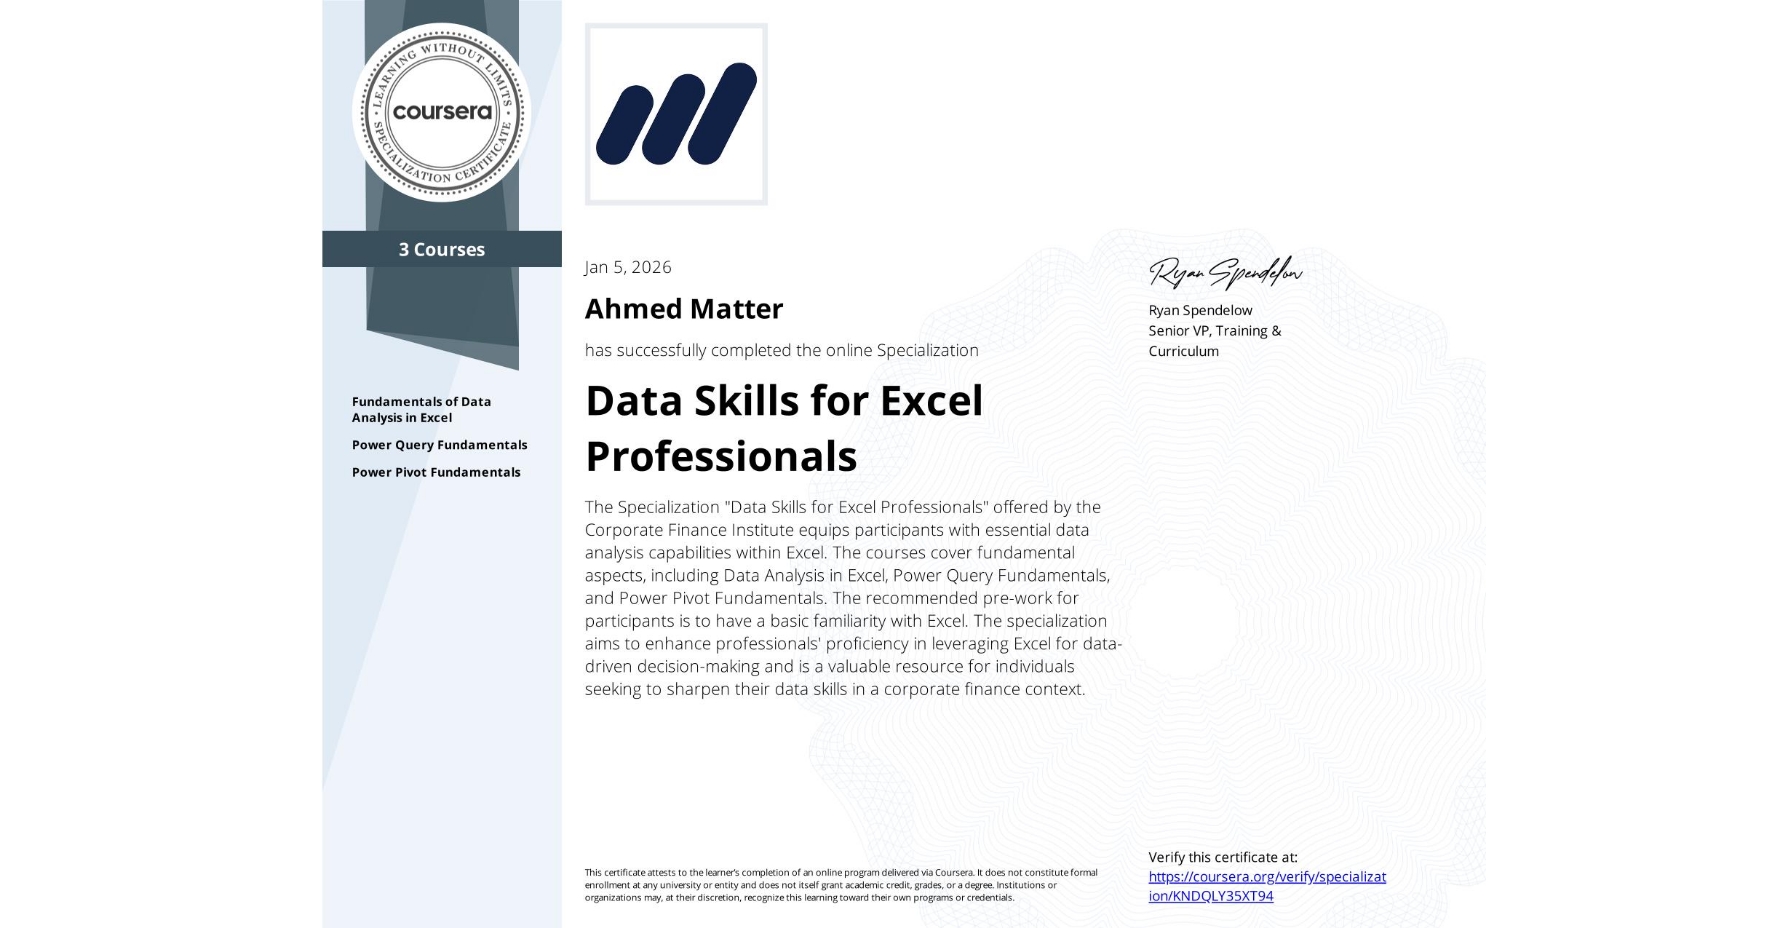 LEARNING WITHOUT LIMITS
coursera
SPECIALIZATION CERTIFICATE
3 Courses
Fundamentals of Data
Analysis in Excel
Power Query Fundamentals
Power Pivot Fundamentals
Jan 5, 2026
Ahmed Matter
has successfully completed the online Specialization
Data Skills for Excel
Professionals
The Specialization "Data Skills for Excel Professionals" offered by the
Corporate Finance Institute equips participants with essential data
analysis capabilities within Excel. The courses cover fundamental
aspects, including Data Analysis in Excel, Power Query Fundamentals,
and Power Pivot Fundamentals. The recommended pre-work for
participants is to have a basic familiarity with Excel. The specialization
aims to enhance professionals' proficiency in leveraging Excel for data-
driven decision-making and is a valuable resource for individuals
seeking to sharpen their data skills in a corporate finance context.
Ryan Spendelow
Ryan Spendelow
Senior VP, Training &
Curriculum
This certificate attests to the learner's completion of an online program delivered via Coursera. It does not constitute formal
enrollment at any university or entity and does not itself grant academic credit, grades, or a degree. Institutions or
organizations may, at their discretion, recognize this learning toward their own programs or credentials.
Verify this certificate at:
https://coursera.org/verify/specializat
ion/KNDQLY35XT94